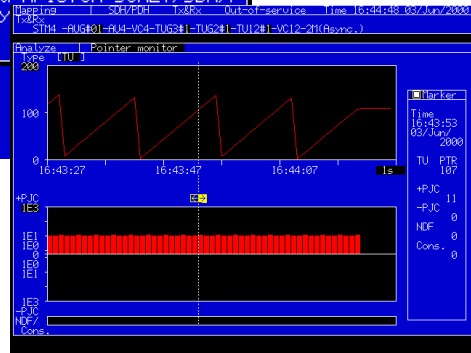 Mapping | SDH/PDH Tx&Rx Out-of-service Time 16:44:48 03/Jun/2000
Tx&Rx
STM4 -AUG#01-AU4-VC4-TUG3#1-TUG2#1-TU12#1-VC12-2M(Async.)
Analyze | Pointer monitor
Type [TU ]
200
100
0
16:43:27 16:43:47 16:44:07 1s
+PJC
1E3
1E1
1E0
0
1E0
1E1
1E3
-PJC
NDF/
Cons.
Marker
Time
16:43:53
03/Jun/
2000
TU PTR
107
+PJC
11
-PJC
0
NDF
0
Cons.
0